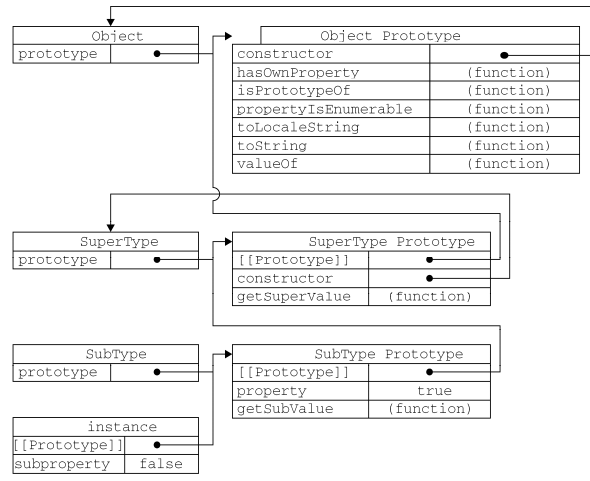 Object
prototype
Object Prototype
constructor
hasOwnProperty (function)
isPrototypeOf (function)
propertyIsEnumerable (function)
toLocaleString (function)
toString (function)
valueOf (function)
SuperType
prototype
SuperType Prototype
[[Prototype]]
constructor
getSuperValue (function)
SubType
prototype
SubType Prototype
[[Prototype]]
property true
getSubValue (function)
instance
[[Prototype]]
subproperty false